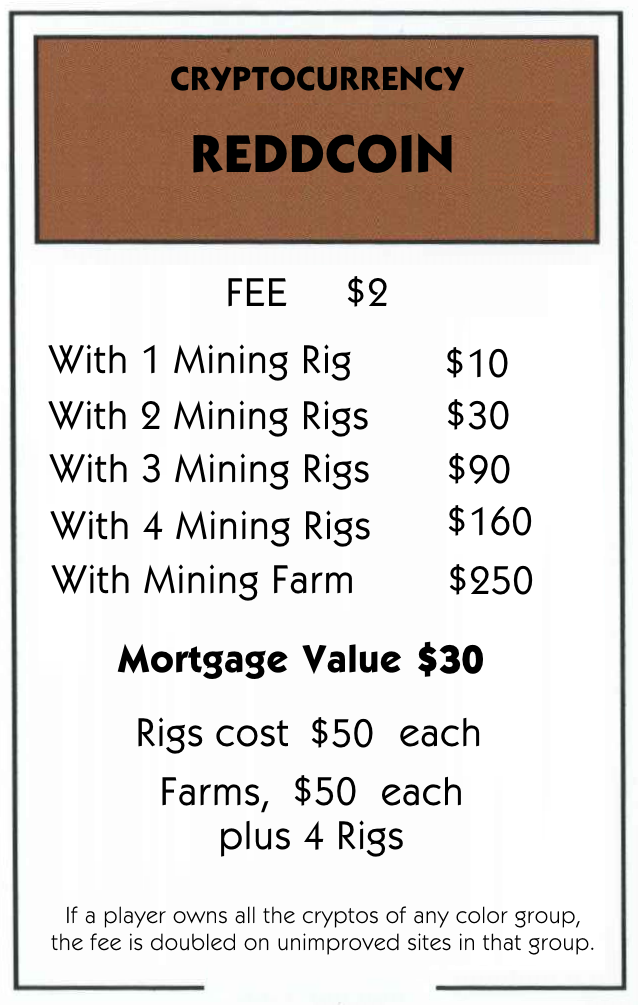 CRYPTOCURRENCY
REDDCOIN
FEE $2
With 1 Mining Rig $10
With 2 Mining Rigs $30
With 3 Mining Rigs $90
With 4 Mining Rigs $160
With Mining Farm $250
Mortgage Value $30
Rigs cost $50 each
Farms, $50 each
plus 4 Rigs
If a player owns all the cryptos of any color group,
the fee is doubled on unimproved sites in that group.